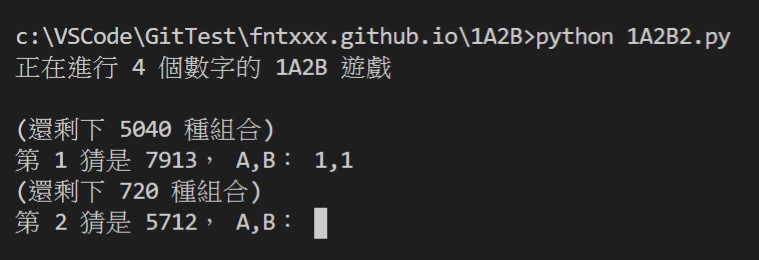 c:\VSCode\GitTest\fntxxx.github.io\1A2B>python 1A2B2.py
正在進行 4 個數字的 1A2B 遊戲
(還剩下 5040 種組合)
第 1 猜是 7913， A,B： 1,1
(還剩下 720 種組合)
第 2 猜是 5712， A,B：